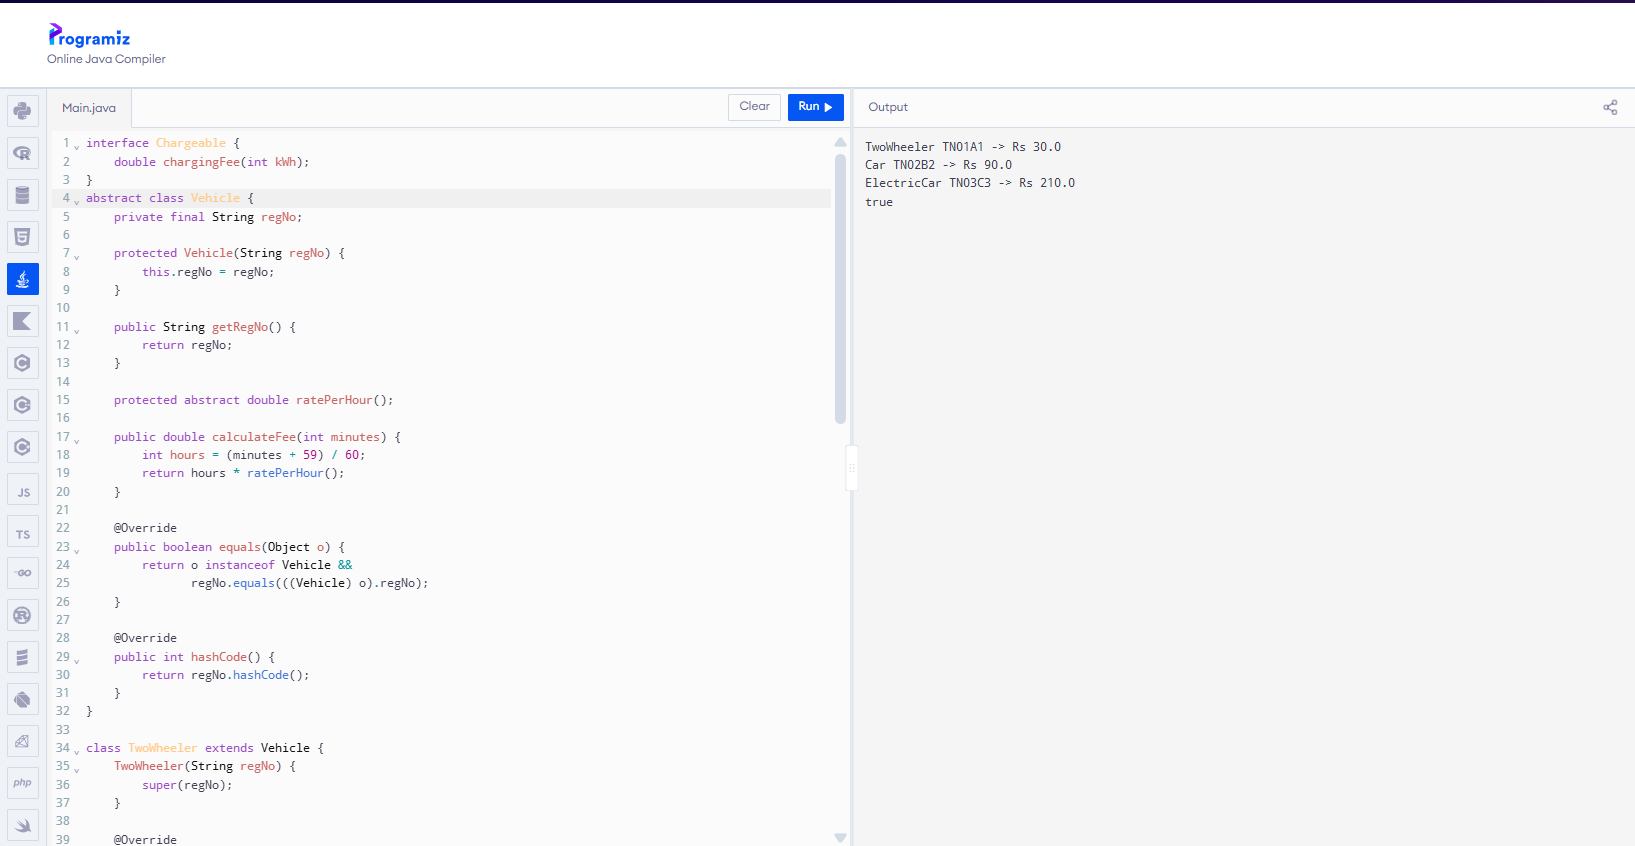 Programiz
Online Java Compiler
Main.java
Clear
Run
Output
1 interface Chargeable {
2     double chargingFee(int kWh);
3 }
4 abstract class Vehicle {
5     private final String regNo;
6
7     protected Vehicle(String regNo) {
8         this.regNo = regNo;
9     }
10
11     public String getRegNo() {
12         return regNo;
13     }
14
15     protected abstract double ratePerHour();
16
17     public double calculateFee(int minutes) {
18         int hours = (minutes + 59) / 60;
19         return hours * ratePerHour();
20     }
21
22     @Override
23     public boolean equals(Object o) {
24         return o instanceof Vehicle &&
25                regNo.equals(((Vehicle) o).regNo);
26     }
27
28     @Override
29     public int hashCode() {
30         return regNo.hashCode();
31     }
32 }
33
34 class TwoWheeler extends Vehicle {
35     TwoWheeler(String regNo) {
36         super(regNo);
37     }
38
39     @Override
TwoWheeler TN01A1 -> Rs 30.0
Car TN02B2 -> Rs 90.0
ElectricCar TN03C3 -> Rs 210.0
true
R
5
C
C
C
JS
TS
GO
R
php